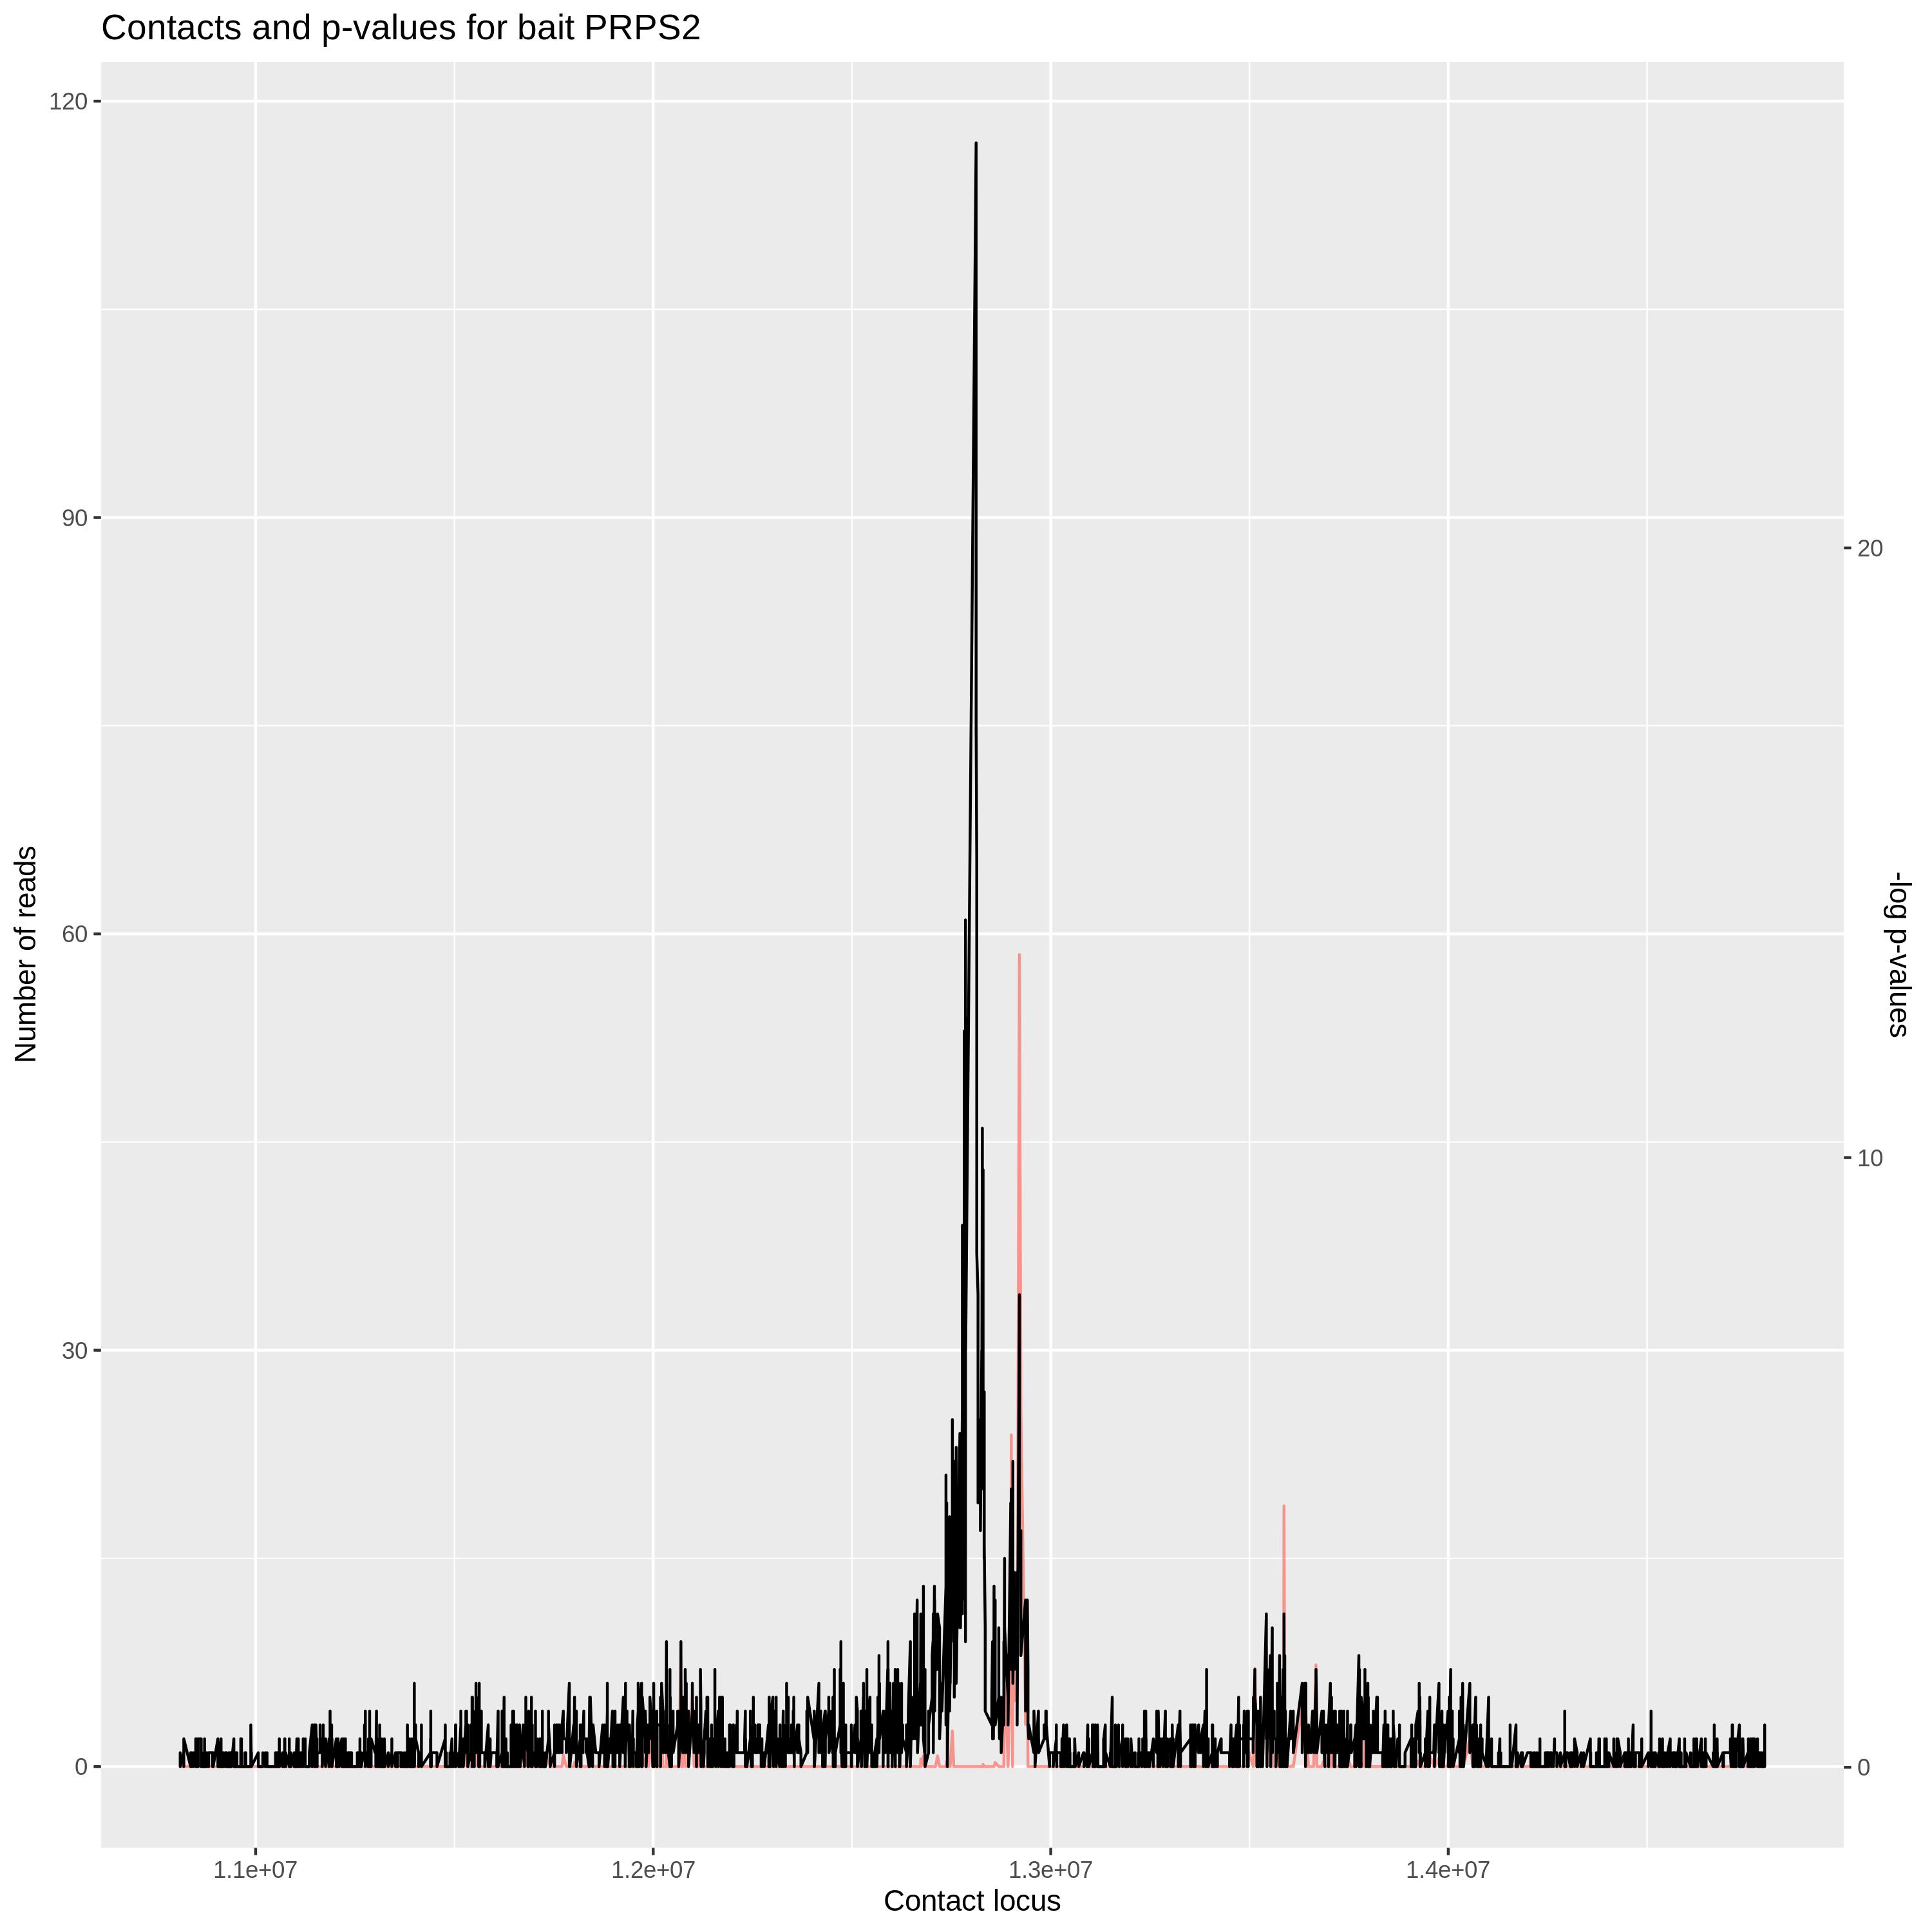 Contacts and p-values for bait PRPS2
120
90
60
30
0
Number of reads
20
10
0
-log p-values
1.1e+07
1.2e+07
1.3e+07
1.4e+07
Contact locus